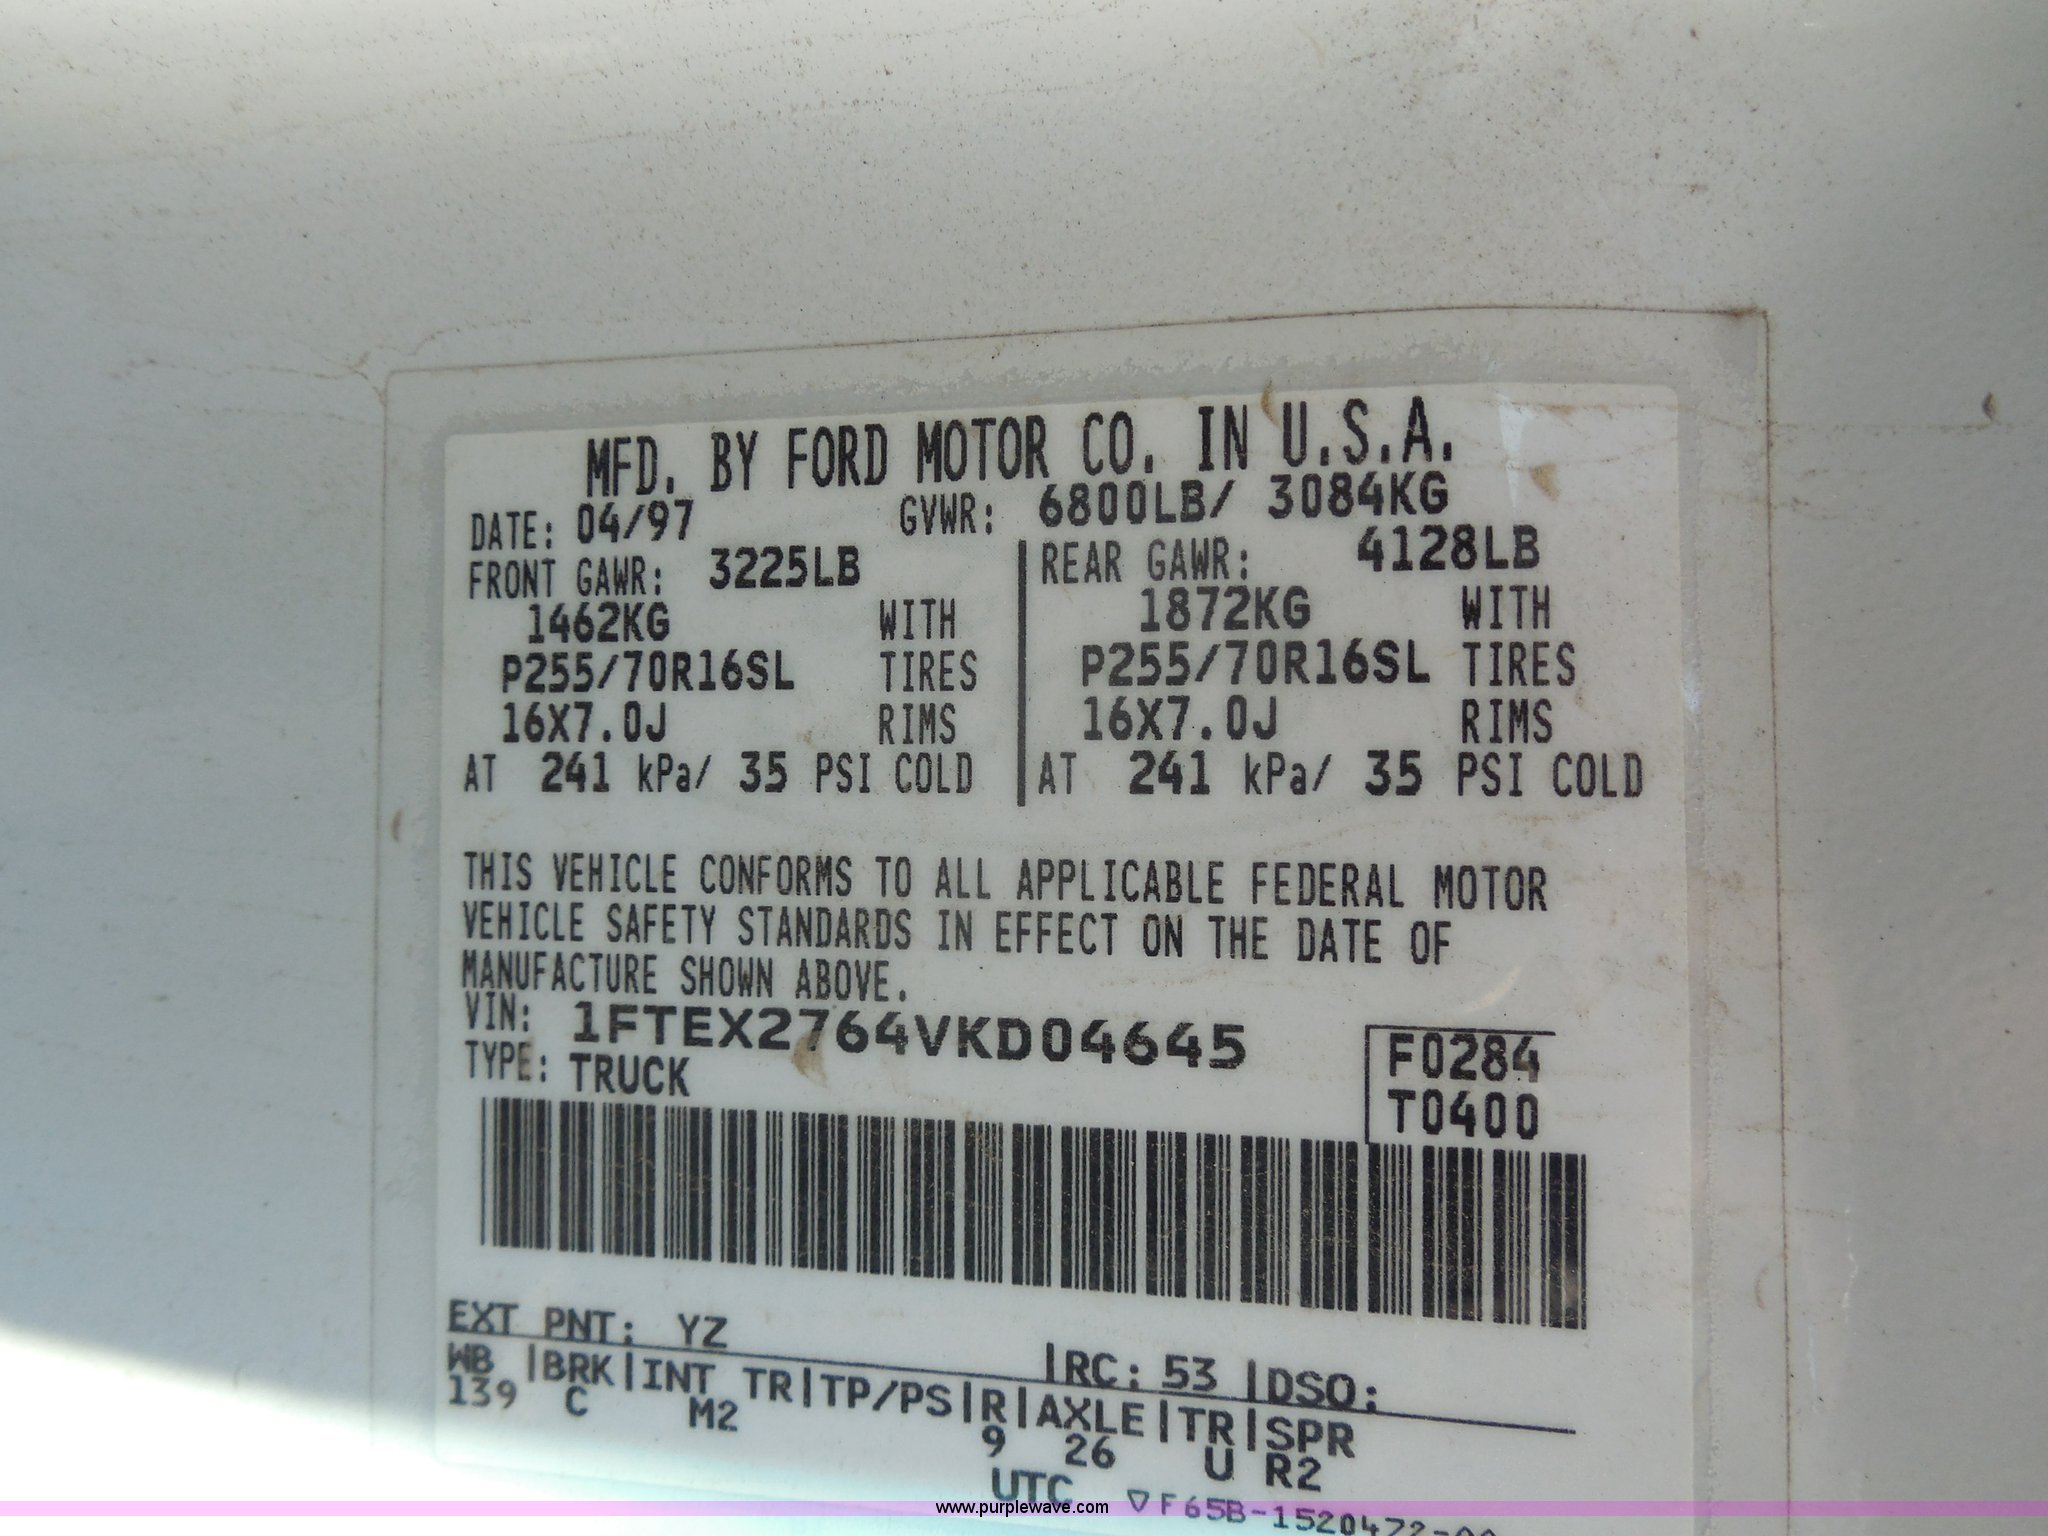 MFD. BY FORD MOTOR CO. IN U.S.A.
DATE: 04/97 GVWR: 6800LB/ 3084KG
FRONT GAWR: 3225LB REAR GAWR: 4128LB
1462KG WITH 1872KG WITH
P255/70R16SL TIRES P255/70R16SL TIRES
16X7.0J RIMS 16X7.0J RIMS
AT 241 kPa/ 35 PSI COLD AT 241 kPa/ 35 PSI COLD
THIS VEHICLE CONFORMS TO ALL APPLICABLE FEDERAL MOTOR
VEHICLE SAFETY STANDARDS IN EFFECT ON THE DATE OF
MANUFACTURE SHOWN ABOVE.
VIN: 1FTEX2764VKD04645
TYPE: TRUCK
F0284
T0400
EXT PNT: YZ |RC: 53 |DSO:
WB |BRK|INT TR|TP/PS|R|AXLE|TR|SPR
139 C M2 9 26 U R2
UTC
www.purplewave.com